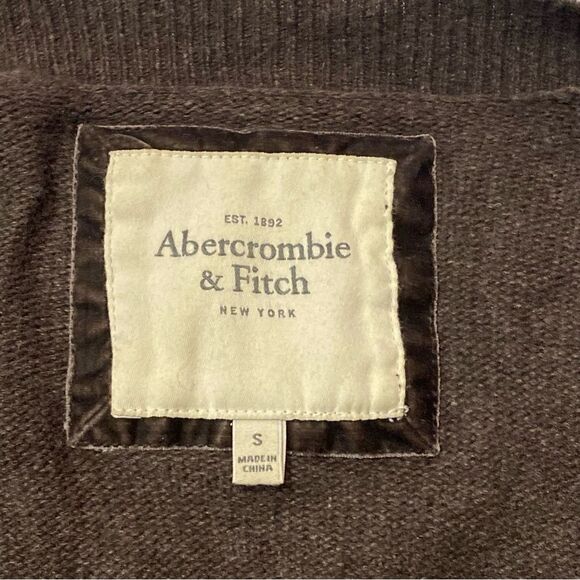 EST. 1892
Abercrombie
& Fitch
NEW YORK
S
MADE IN
CHINA